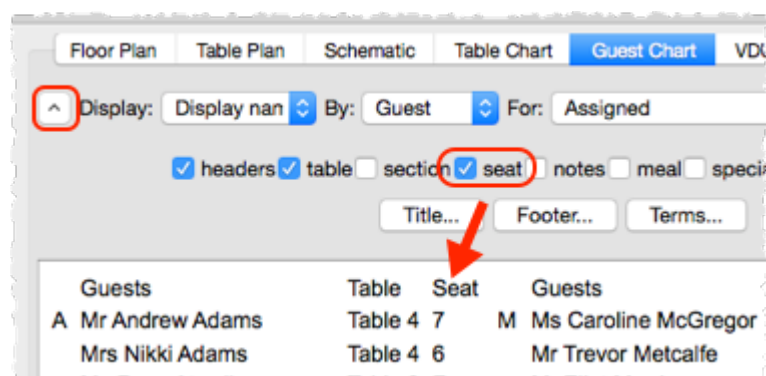 Floor Plan Table Plan Schematic Table Chart Guest Chart
Display: Display nan By: Guest For: Assigned
headers table section seat notes meal
Title... Footer... Terms...
Guests Table Seat Guests
A Mr Andrew Adams Table 4 7 M Ms Caroline McGregor
Mrs Nikki Adams Table 4 6 Mr Trevor Metcalfe